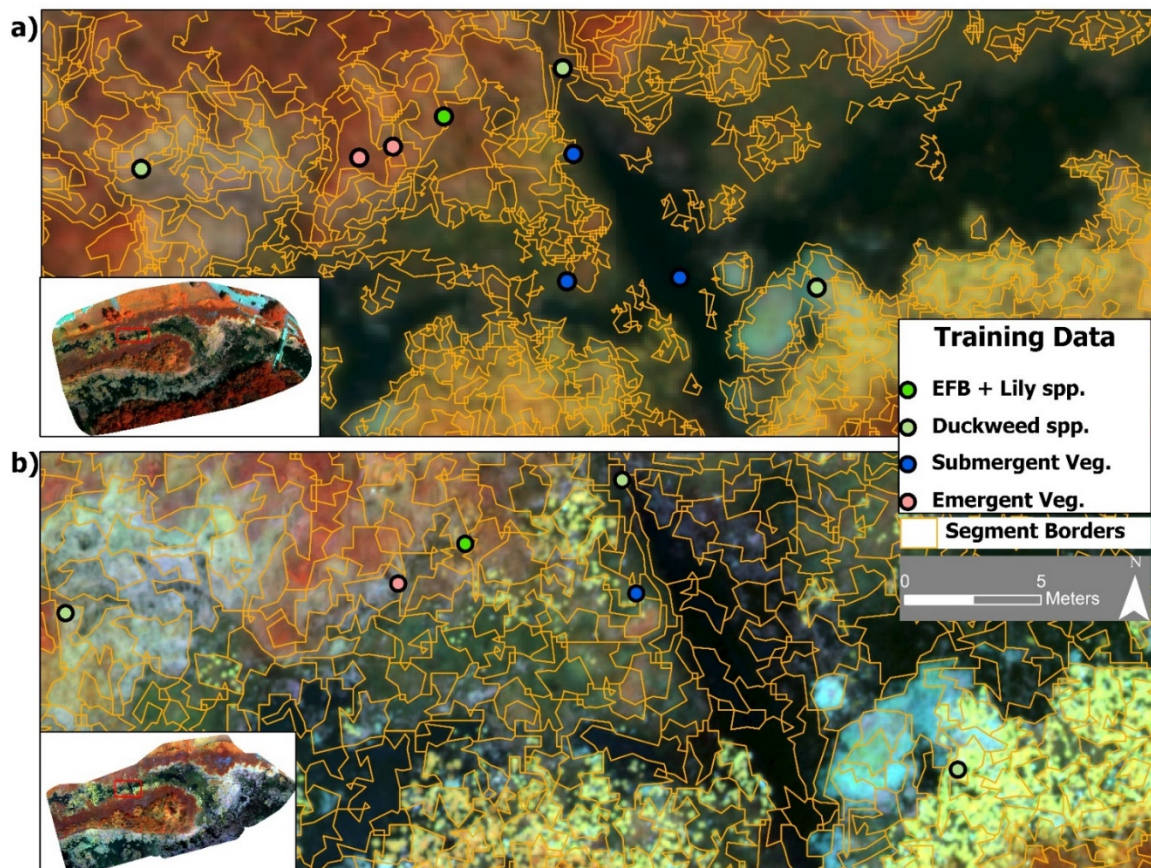 a)
Training Data
EFB + Lily spp.
Duckweed spp.
Submergent Veg.
Emergent Veg.
Segment Borders
N
0 5
Meters
b)